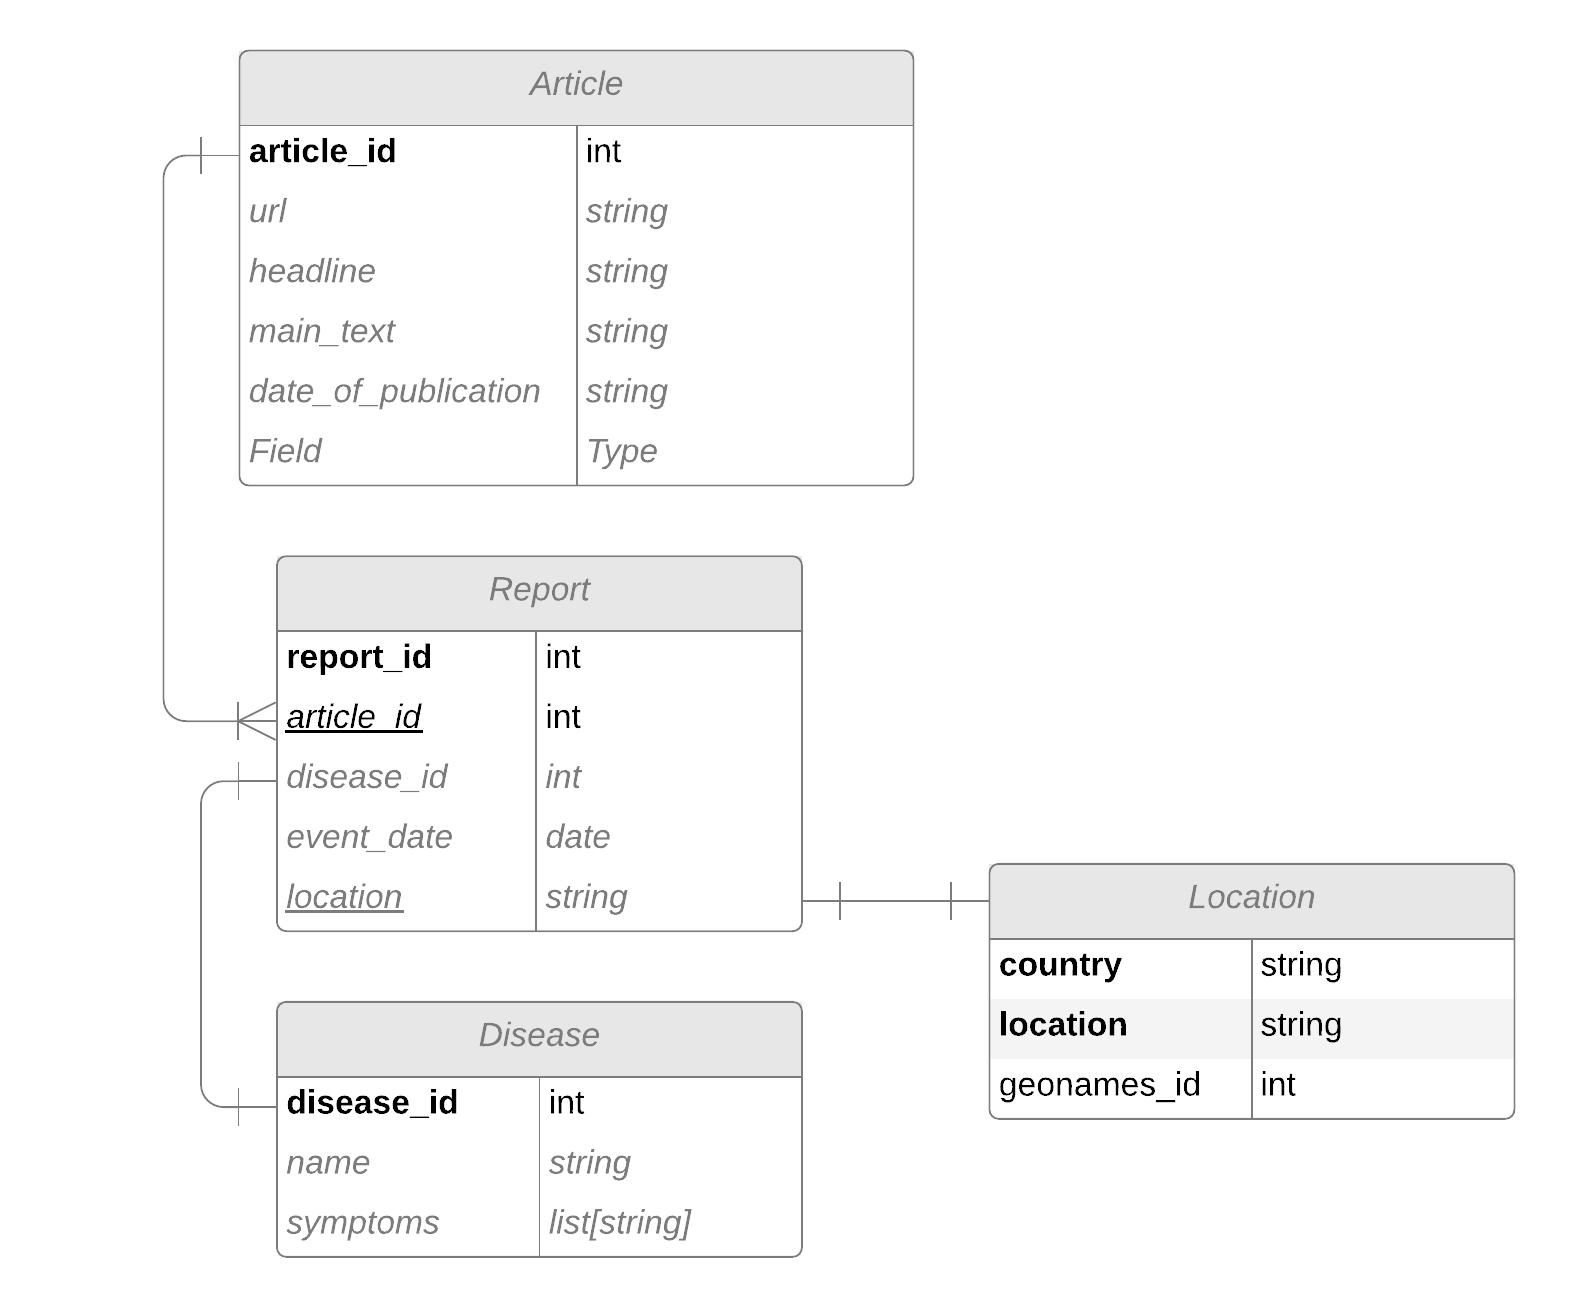 Article
article_id int
url string
headline string
main_text string
date_of_publication string
Field Type
Report
report_id int
article_id int
disease_id int
event_date date
location string
Location
country string
location string
geonames_id int
Disease
disease_id int
name string
symptoms list[string]